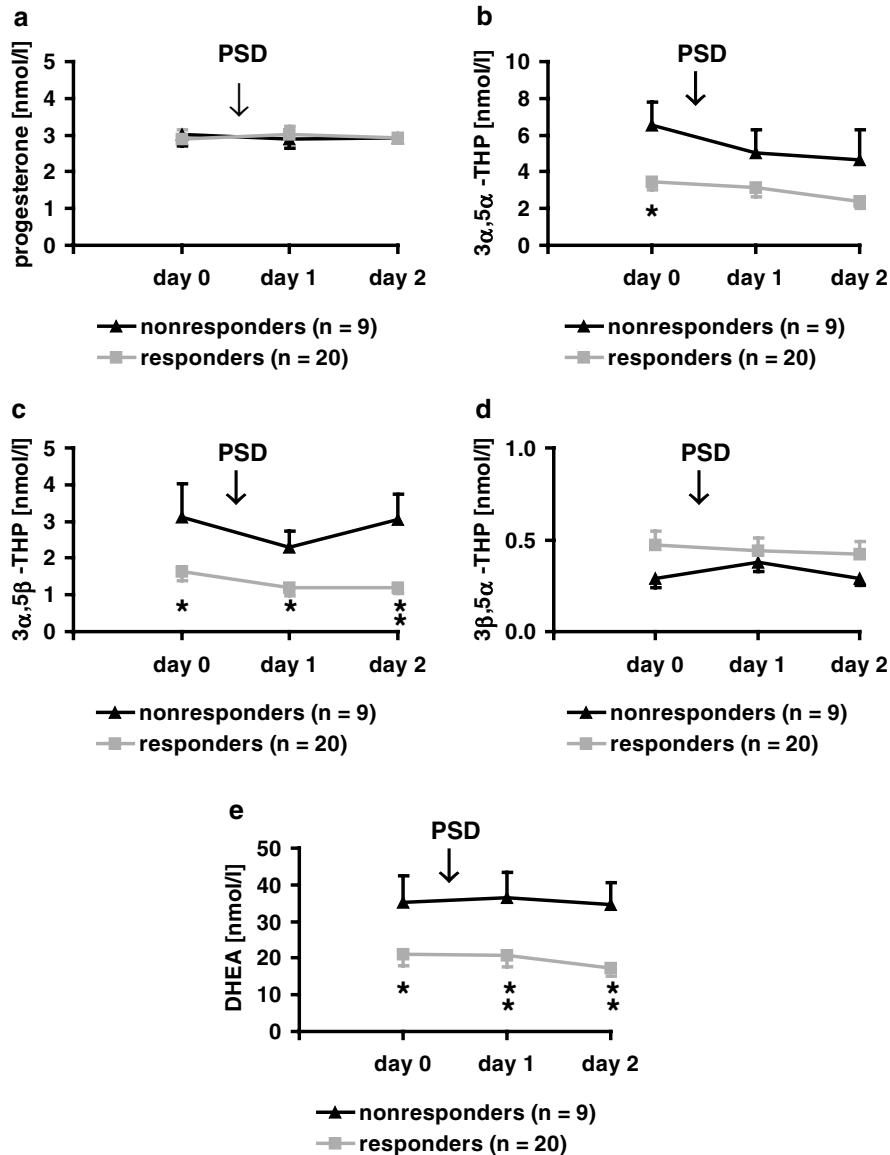 a
PSD
progesterone [nmol/l]
5
4
3
2
1
0
day 0 day 1 day 2
nonresponders (n = 9)
responders (n = 20)
b
PSD
3α,5α -THP [nmol/l]
10
8
6
4
2
0
*
day 0 day 1 day 2
nonresponders (n = 9)
responders (n = 20)
c
PSD
3α,5β -THP [nmol/l]
5
4
3
2
1
0
* * *
*
day 0 day 1 day 2
nonresponders (n = 9)
responders (n = 20)
d
PSD
3β,5α -THP [nmol/l]
1.0
0.5
0.0
day 0 day 1 day 2
nonresponders (n = 9)
responders (n = 20)
e
PSD
DHEA [nmol/l]
50
40
30
20
10
0
* * *
* *
day 0 day 1 day 2
nonresponders (n = 9)
responders (n = 20)